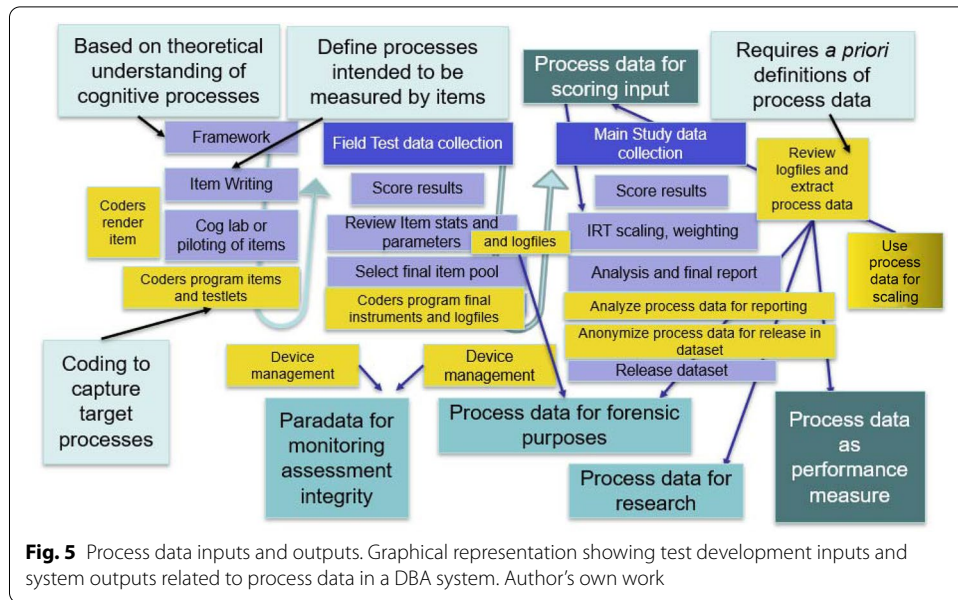 Based on theoretical
understanding of
cognitive processes
Define processes
intended to be
measured by items
Process data for
scoring input
Requires a priori
definitions of
process data
Framework
Item Writing
Cog lab or
piloting of items
Coders
render
item
Coders program items
and testlets
Coding to
capture
target
processes
Field Test data collection
Score results
Review Item stats and
parameters
and logfiles
Select final item pool
Coders program final
instruments and logfiles
Main Study data
collection
Score results
IRT scaling, weighting
Analysis and final report
Analyze process data for reporting
Anonymize process data for release in
dataset
Release dataset
Review
logfiles and
extract
process data
Use
process
data for
scaling
Device
management
Device
management
Paradata for
monitoring
assessment
integrity
Process data for forensic
purposes
Process data for
research
Process data
as
performance
measure
Fig. 5 Process data inputs and outputs. Graphical representation showing test development inputs and
system outputs related to process data in a DBA system. Author's own work